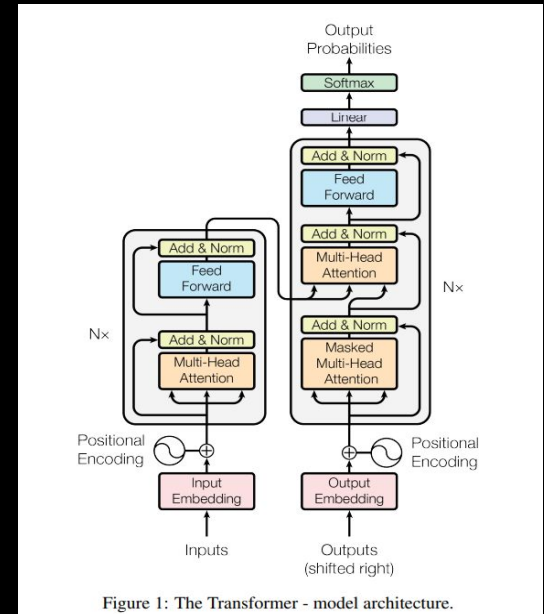 Output
Probabilities
Softmax
Linear
Add & Norm
Feed
Forward
Add & Norm
Multi-Head
Attention
Add & Norm
Masked
Multi-Head
Attention
Nx
Add & Norm
Feed
Forward
Add & Norm
Multi-Head
Attention
Nx
Positional
Encoding
Positional
Encoding
Input
Embedding
Output
Embedding
Inputs
Outputs
(shifted right)
Figure 1: The Transformer - model architecture.